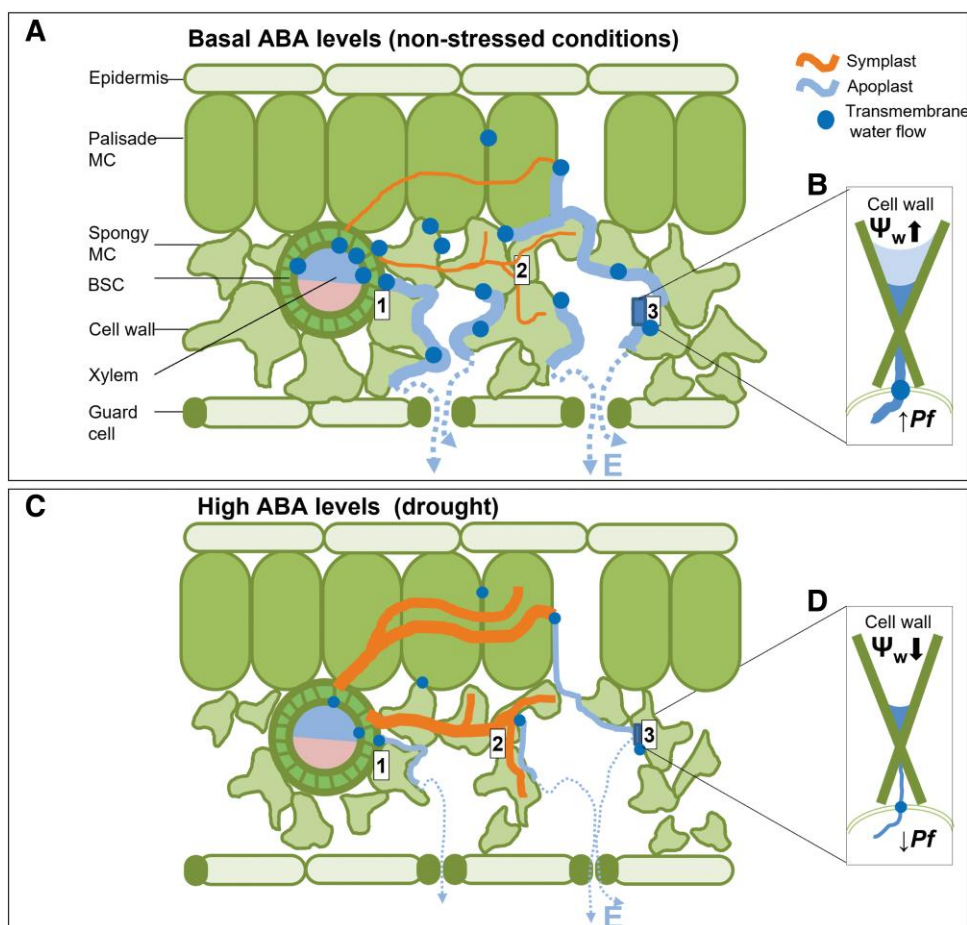 A
Basal ABA levels (non-stressed conditions)
Epidermis
Palisade
MC
Spongy
MC
BSC
Cell wall
Xylem
Guard
cell
1
2
3
E
Symplast
Apoplast
Transmembrane
water flow
B
Cell wall
Ψw⬆
↑Pf
C
High ABA levels (drought)
1
2
3
E
D
Cell wall
Ψw⬇
↓Pf